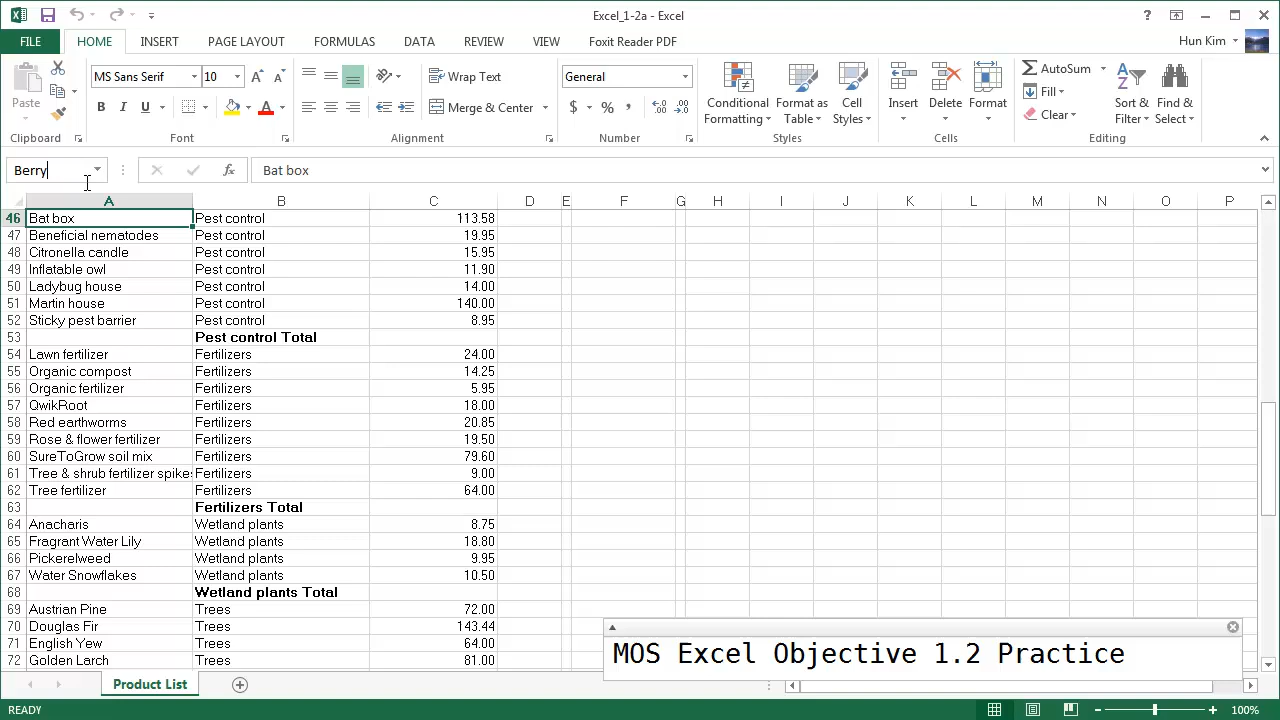 Excel_1-2a - Excel
FILE HOME INSERT PAGE LAYOUT FORMULAS DATA REVIEW VIEW Foxit Reader PDF Hun Kim
Paste
MS Sans Serif 10 A A
B I U A
Wrap Text
Merge & Center
General
$ % ,
Conditional Formatting
Format as Table
Cell Styles
Insert
Delete
Format
AutoSum
Fill
Clear
Sort & Filter
Find & Select
Clipboard Font Alignment Number Styles Cells Editing
Berry fx Bat box
A B C D E F G H I J K L M N O P
46 Bat box Pest control 113.58
47 Beneficial nematodes Pest control 19.95
48 Citronella candle Pest control 15.95
49 Inflatable owl Pest control 11.90
50 Ladybug house Pest control 14.00
51 Martin house Pest control 140.00
52 Sticky pest barrier Pest control 8.95
53 Pest control Total
54 Lawn fertilizer Fertilizers 24.00
55 Organic compost Fertilizers 14.25
56 Organic fertilizer Fertilizers 5.95
57 QwikRoot Fertilizers 18.00
58 Red earthworms Fertilizers 20.85
59 Rose & flower fertilizer Fertilizers 19.50
60 SureToGrow soil mix Fertilizers 79.60
61 Tree & shrub fertilizer spikes Fertilizers 9.00
62 Tree fertilizer Fertilizers 64.00
63 Fertilizers Total
64 Anacharis Wetland plants 8.75
65 Fragrant Water Lily Wetland plants 18.80
66 Pickerelweed Wetland plants 9.95
67 Water Snowflakes Wetland plants 10.50
68 Wetland plants Total
69 Austrian Pine Trees 72.00
70 Douglas Fir Trees 143.44
71 English Yew Trees 64.00
72 Golden Larch Trees 81.00
MOS Excel Objective 1.2 Practice
Product List
READY 100%